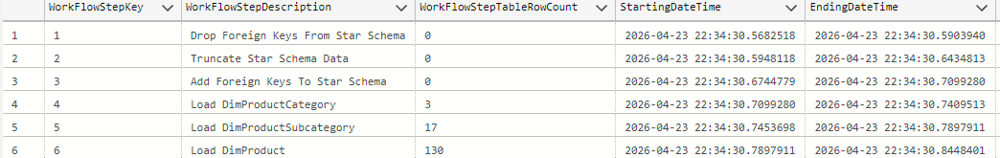 WorkFlowStepKey WorkFlowStepDescription WorkFlowStepTableRowCount StartingDateTime EndingDateTime
1 1 Drop Foreign Keys From Star Schema 0 2026-04-23 22:34:30.5682518 2026-04-23 22:34:30.5903940
2 2 Truncate Star Schema Data 0 2026-04-23 22:34:30.5948118 2026-04-23 22:34:30.6434813
3 3 Add Foreign Keys To Star Schema 0 2026-04-23 22:34:30.6744779 2026-04-23 22:34:30.7099280
4 4 Load DimProductCategory 3 2026-04-23 22:34:30.7099280 2026-04-23 22:34:30.7409513
5 5 Load DimProductSubcategory 17 2026-04-23 22:34:30.7453698 2026-04-23 22:34:30.7897911
6 6 Load DimProduct 130 2026-04-23 22:34:30.7897911 2026-04-23 22:34:30.8448401